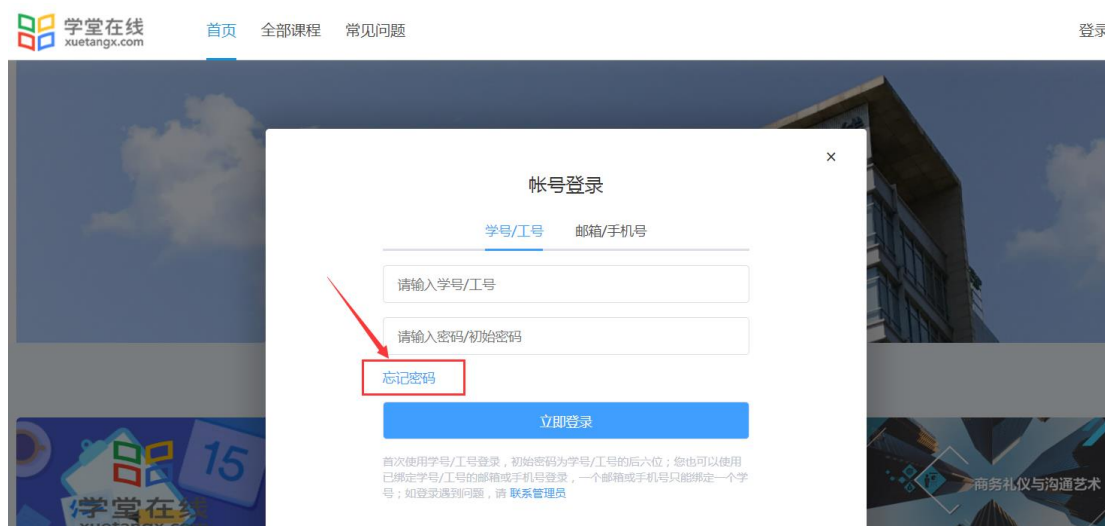 学堂在线
xuetangx.com
首页 全部课程 常见问题
登录
×
帐号登录
学号/工号 邮箱/手机号
请输入学号/工号
请输入密码/初始密码
忘记密码
立即登录
首次使用学号/工号登录，初始密码为学号/工号的后六位；您也可以使用
已绑定学号/工号的邮箱或手机号登录，一个邮箱或手机号只能绑定一个学
号；如登录遇到问题，请 联系管理员
15
学堂在线
xuetangx.co
商务礼仪与沟通艺术